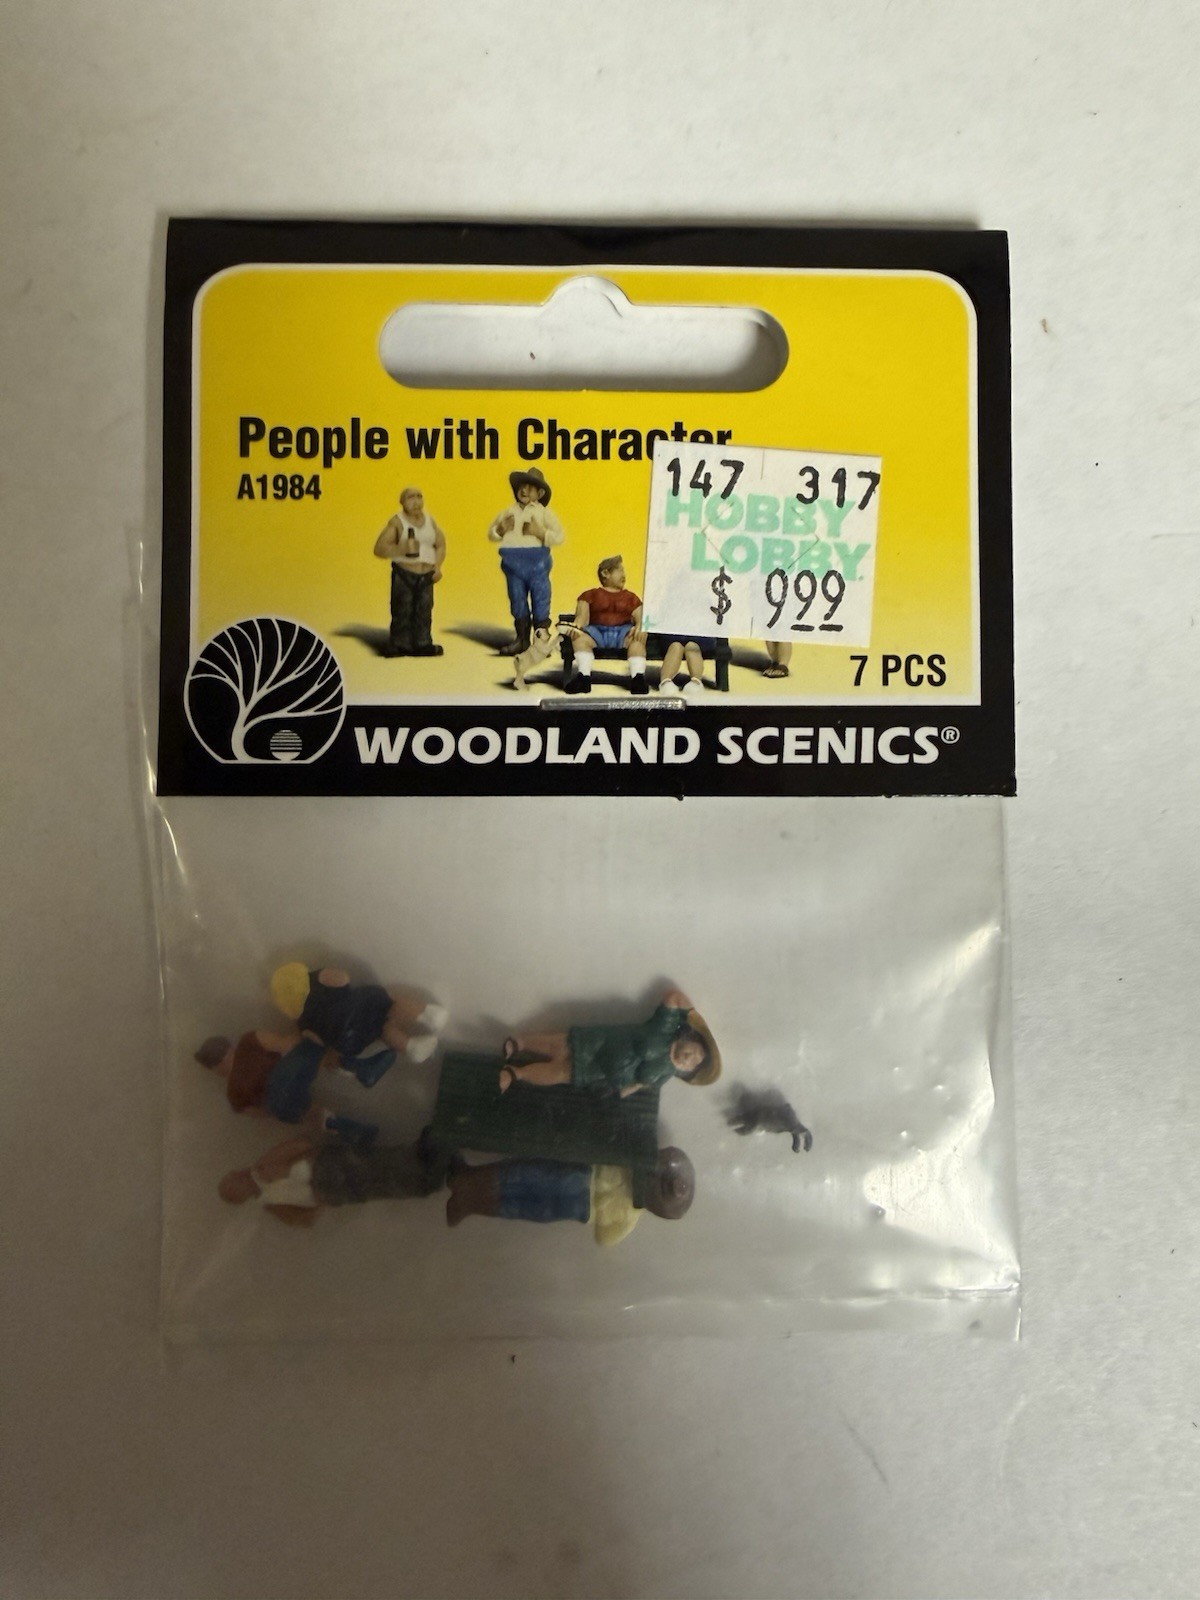 People with Character
A1984
147 317
HOBBY
LOBBY
$ 999
7 PCS
WOODLAND SCENICS®